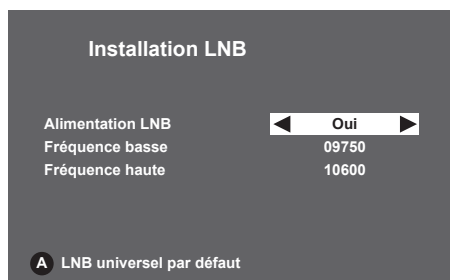 Installation LNB
Alimentation LNB Oui
Fréquence basse 09750
Fréquence haute 10600
A LNB universel par défaut